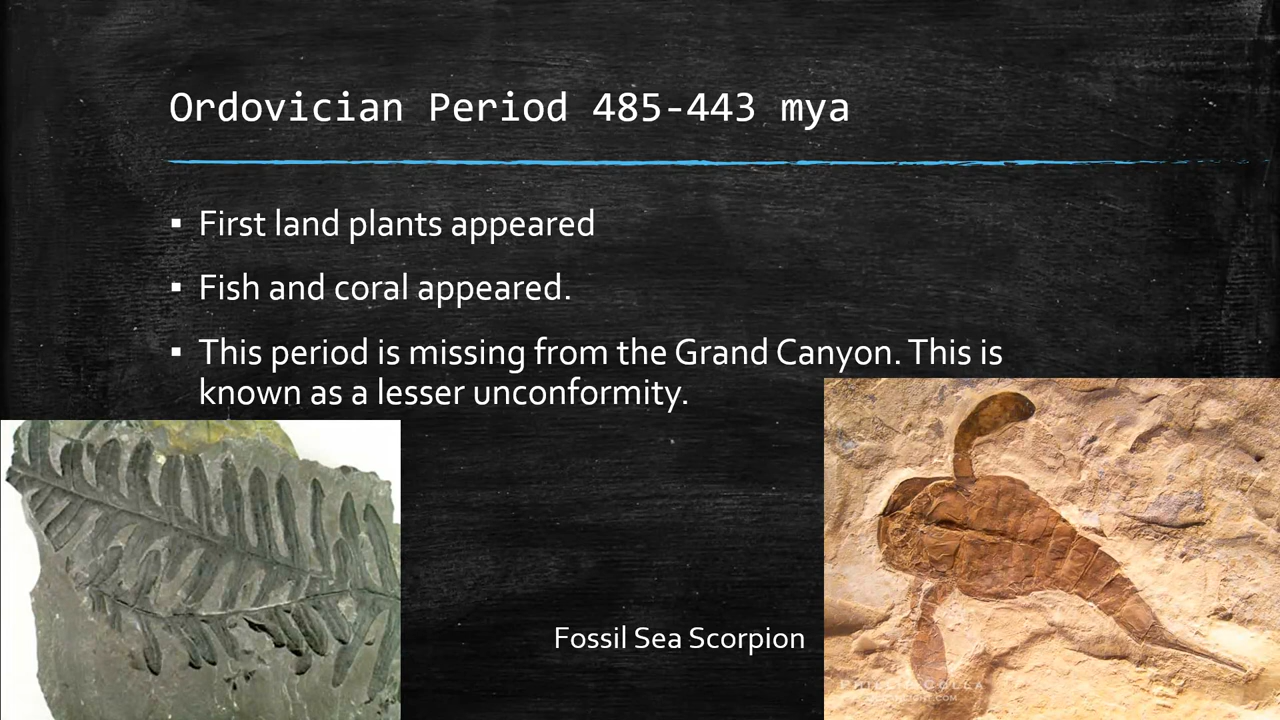 Ordovician Period 485-443 mya
▪ First land plants appeared
▪ Fish and coral appeared.
▪ This period is missing from the Grand Canyon. This is
known as a lesser unconformity.
Fossil Sea Scorpion